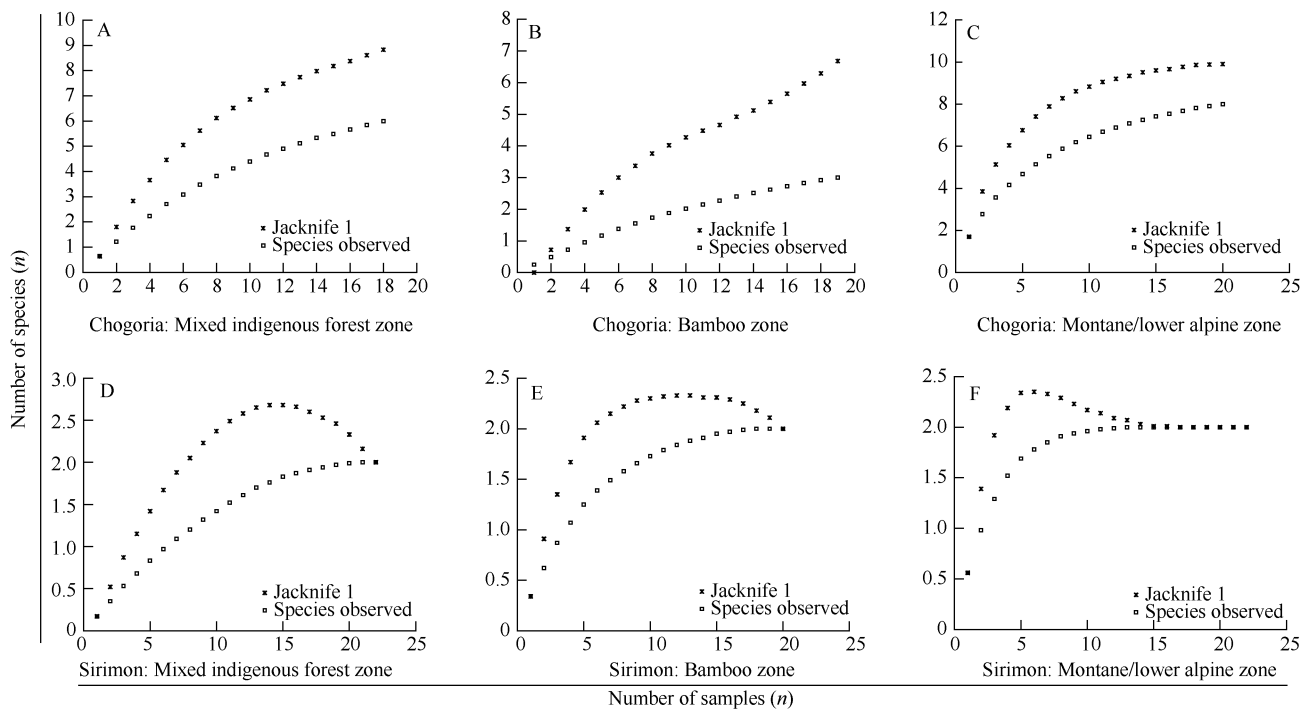 Number of species (n)
A
10
9
8
7
6
5
4
3
2
1
0
Jacknife 1
Species observed
0 2 4 6 8 10 12 14 16 18 20
Chogoria: Mixed indigenous forest zone
B
8
7
6
5
4
3
2
1
0
Jacknife 1
Species observed
0 2 4 6 8 10 12 14 16 18 20
Chogoria: Bamboo zone
C
12
10
8
6
4
2
0
Jacknife 1
Species observed
0 5 10 15 20 25
Chogoria: Montane/lower alpine zone
D
3.0
2.5
2.0
1.5
1.0
0.5
0
Jacknife 1
Species observed
0 5 10 15 20 25
Sirimon: Mixed indigenous forest zone
E
2.5
2.0
1.5
1.0
0.5
0
Jacknife 1
Species observed
0 5 10 15 20 25
Sirimon: Bamboo zone
F
2.5
2.0
1.5
1.0
0.5
0
Jacknife 1
Species observed
0 5 10 15 20 25
Sirimon: Montane/lower alpine zone
Number of samples (n)